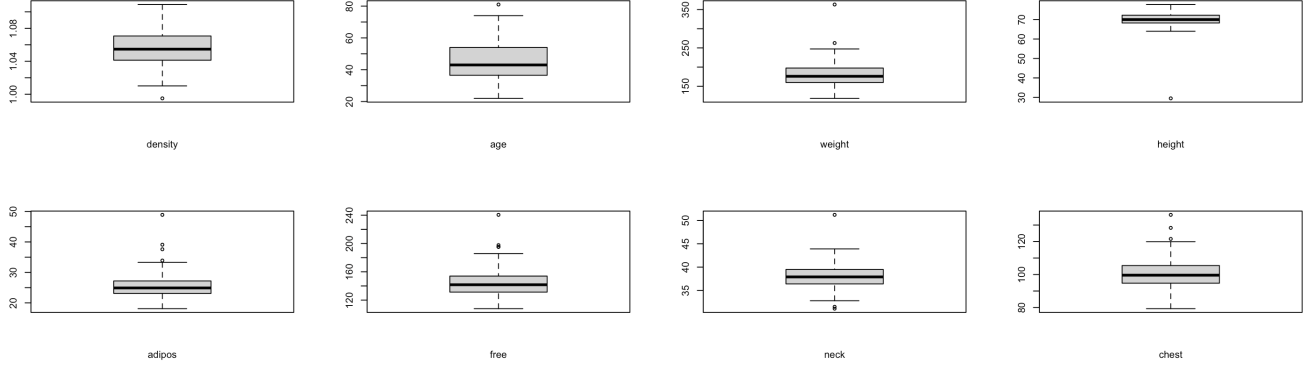 1.00 1.04 1.08
density
20 40 60 80
age
150 250 350
weight
30 40 50 60 70
height
20 30 40 50
adipos
120 160 200 240
free
35 40 45 50
neck
80 100 120
chest